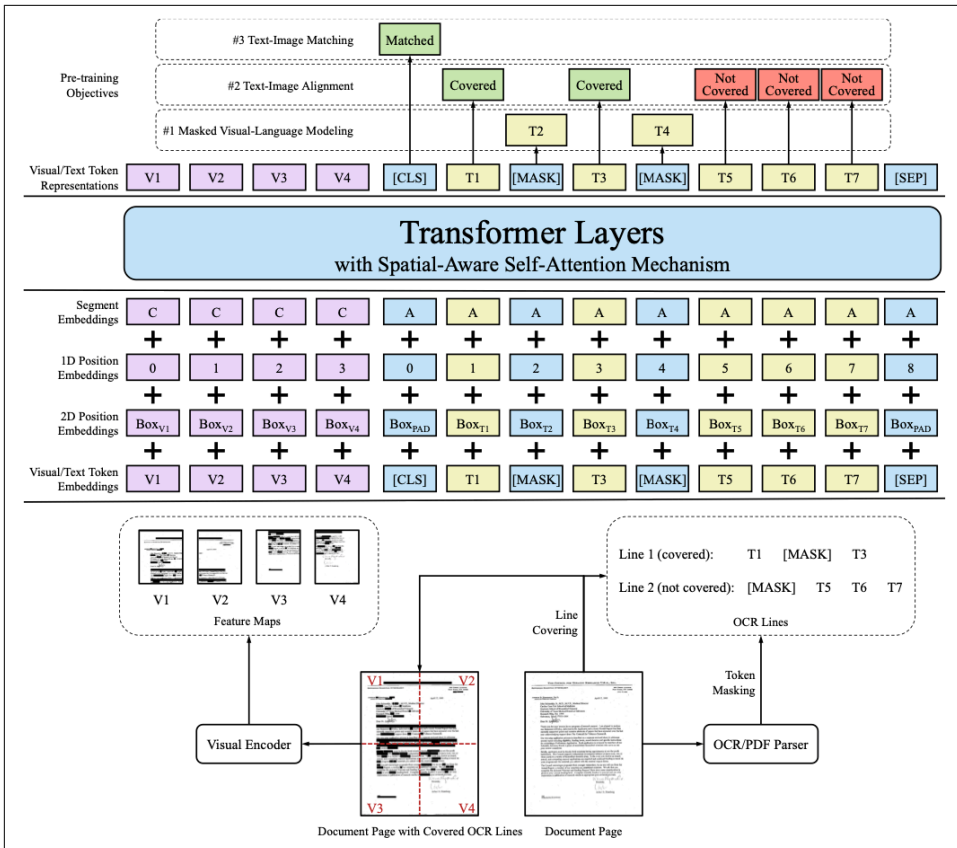 #3 Text-Image Matching Matched
Pre-training Objectives
#2 Text-Image Alignment Covered Covered Not Covered Not Covered Not Covered
#1 Masked Visual-Language Modeling T2 T4
Visual/Text Token Representations V1 V2 V3 V4 [CLS] T1 [MASK] T3 [MASK] T5 T6 T7 [SEP]
Transformer Layers
with Spatial-Aware Self-Attention Mechanism
Segment Embeddings C C C C A A A A A A A A A
+ + + + + + + + + + + + +
1D Position Embeddings 0 1 2 3 0 1 2 3 4 5 6 7 8
+ + + + + + + + + + + + +
2D Position Embeddings BoxV1 BoxV2 BoxV3 BoxV4 BoxPAD BoxT1 BoxT2 BoxT3 BoxT4 BoxT5 BoxT6 BoxT7 BoxPAD
+ + + + + + + + + + + + +
Visual/Text Token Embeddings V1 V2 V3 V4 [CLS] T1 [MASK] T3 [MASK] T5 T6 T7 [SEP]
V1 V2 V3 V4
Feature Maps
Line 1 (covered): T1 [MASK] T3
Line 2 (not covered): [MASK] T5 T6 T7
OCR Lines
Line Covering
Token Masking
V1 V2
Visual Encoder
OCR/PDF Parser
V3 V4
Document Page with Covered OCR Lines
Document Page